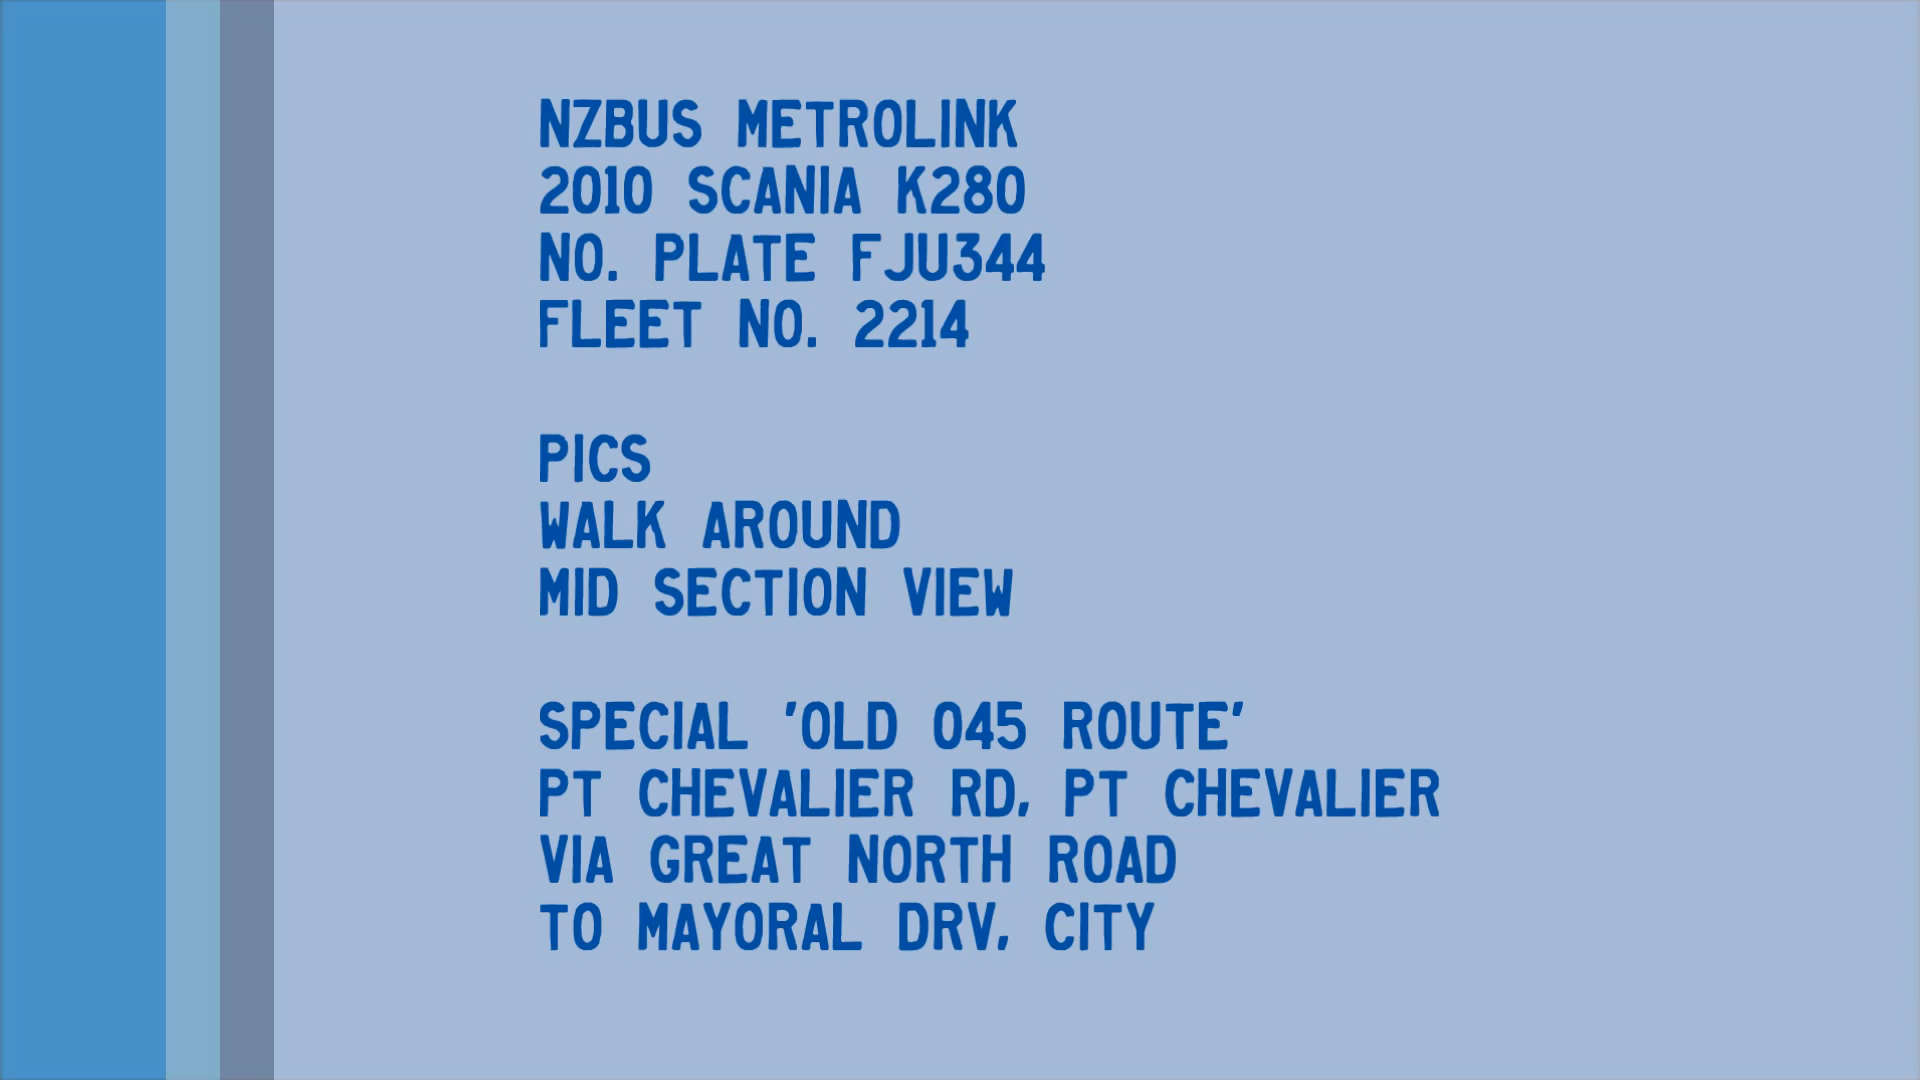 NZBUS METROLINK
2010 SCANIA K280
NO. PLATE FJU344
FLEET NO. 2214
PICS
WALK AROUND
MID SECTION VIEW
SPECIAL 'OLD 045 ROUTE'
PT CHEVALIER RD, PT CHEVALIER
VIA GREAT NORTH ROAD
TO MAYORAL DRV, CITY